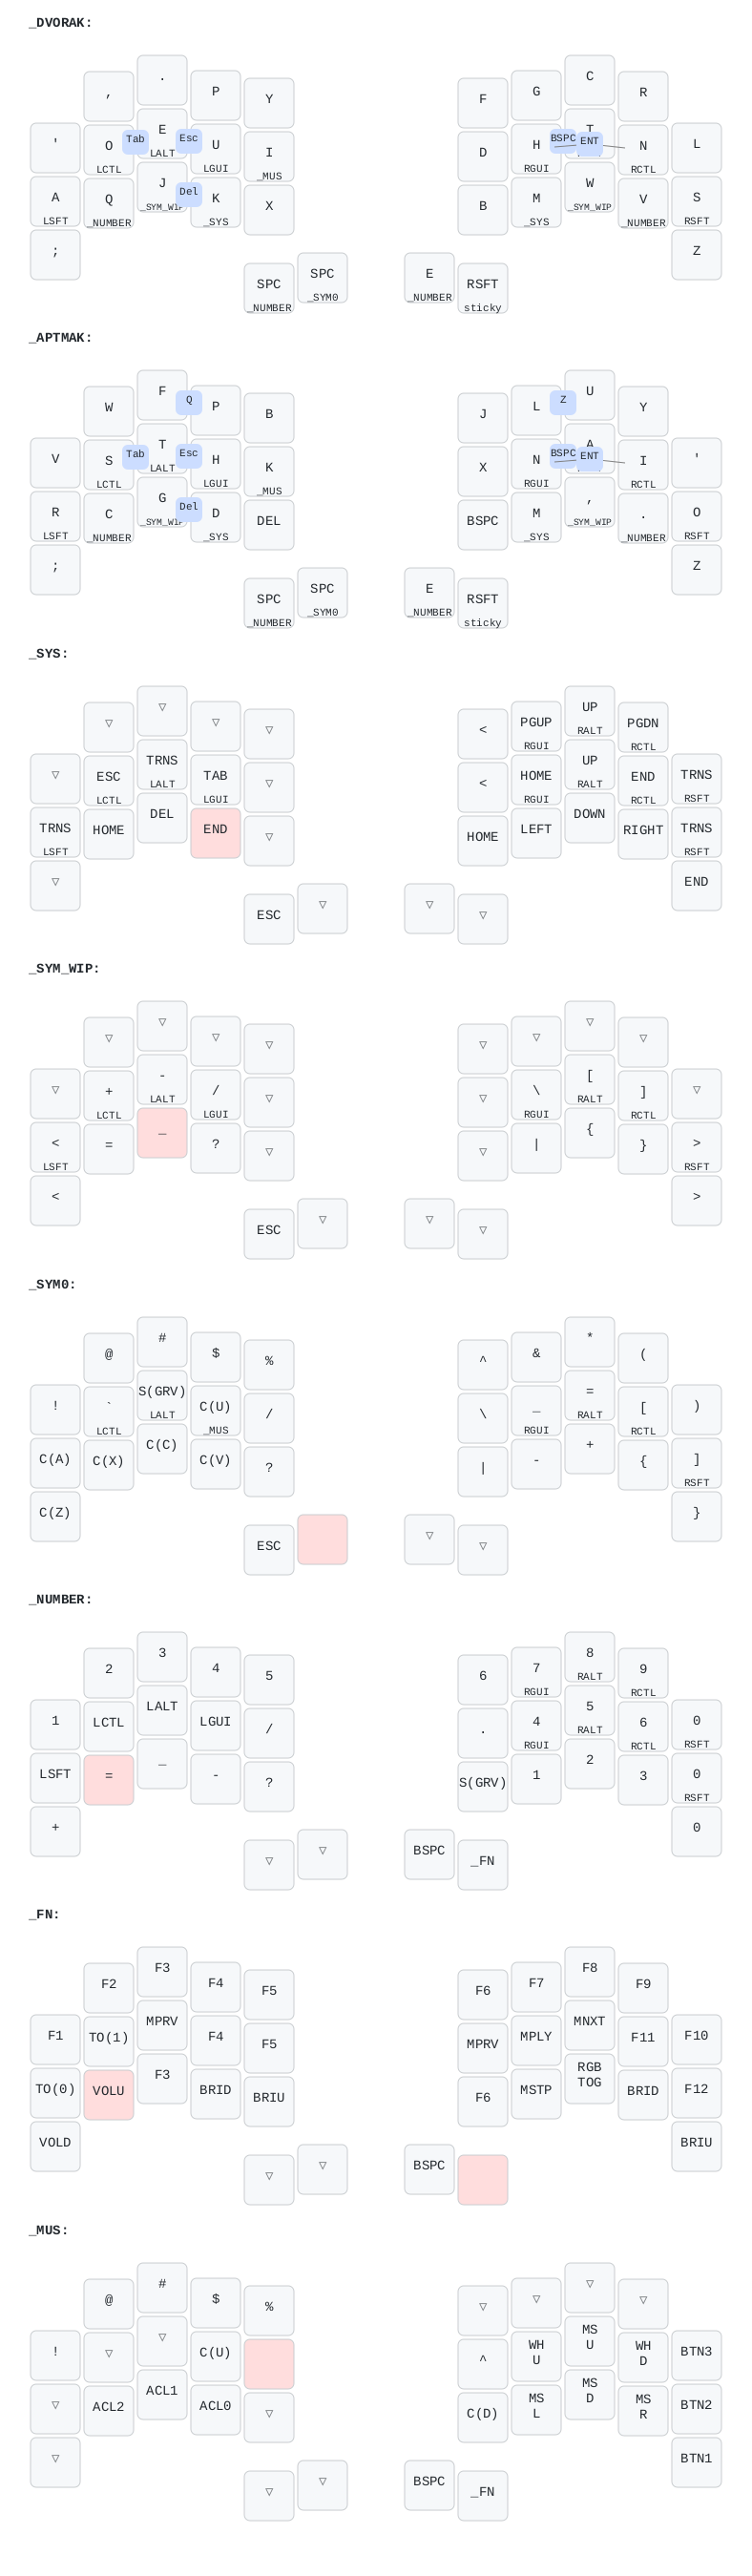 _DVORAK:
. C
, P G R
Y F
E T
' O Tab LALT Esc U H BSPC ENT N L
LCTL LGUI I D RGUI RCTL
_MUS
J W
A Q _SYM_WIP Del K M _SYM_WIP V S
LSFT _NUMBER _SYS X B _SYS _NUMBER RSFT
; Z
SPC SPC E RSFT
_NUMBER _SYM0 _NUMBER sticky
_APTMAK:
F U
W Q P L Z Y
B J
T A
V S Tab LALT Esc H N BSPC ENT I '
LCTL LGUI K X RGUI RCTL
_MUS
G ,
R C _SYM_WIP Del D M _SYM_WIP . O
LSFT _NUMBER _SYS DEL BSPC _SYS _NUMBER RSFT
; Z
SPC SPC E RSFT
_NUMBER _SYM0 _NUMBER sticky
_SYS:
▽ UP
▽ ▽ PGUP RALT PGDN
▽ < RGUI RCTL
TRNS UP
▽ ESC LALT TAB HOME RALT END TRNS
LCTL LGUI ▽ < RGUI RCTL RSFT
DEL DOWN
TRNS HOME END LEFT RIGHT TRNS
LSFT ▽ HOME RSFT
▽ END
ESC ▽ ▽ ▽
_SYM_WIP:
▽ ▽
▽ ▽ ▽ ▽
▽ ▽
- [
▽ + LALT / \ RALT ] ▽
LCTL LGUI ▽ ▽ RGUI RCTL
_ {
< = ? | } >
LSFT ▽ ▽ RSFT
< >
ESC ▽ ▽ ▽
_SYM0:
# *
@ $ & (
% ^
S(GRV) =
! ` LALT C(U) _ RALT [ )
LCTL _MUS / \ RGUI RCTL
C(C) +
C(A) C(X) C(V) - { ]
? | RSFT
C(Z) }
ESC ▽ ▽
_NUMBER:
3 8
2 4 7 RALT 9
5 6 RGUI RCTL
LALT 5
1 LCTL LGUI 4 RALT 6 0
/ . RGUI RCTL RSFT
_ 2
LSFT = - 1 3 0
? S(GRV) RSFT
+ 0
▽ ▽ BSPC _FN
_FN:
F3 F8
F2 F4 F7 F9
F5 F6
MPRV MNXT
F1 TO(1) F4 MPLY F11 F10
F5 MPRV
F3 RGB
TOG
TO(0) VOLU BRID MSTP BRID F12
BRIU F6
VOLD BRIU
▽ ▽ BSPC
_MUS:
# ▽
@ $ ▽ ▽
% ▽
▽ MS
U
! ▽ C(U) WH
U WH
D BTN3
^
ACL1 MS
D
▽ ACL2 ACL0 MS
L MS
R BTN2
▽ C(D)
▽ BTN1
▽ ▽ BSPC _FN